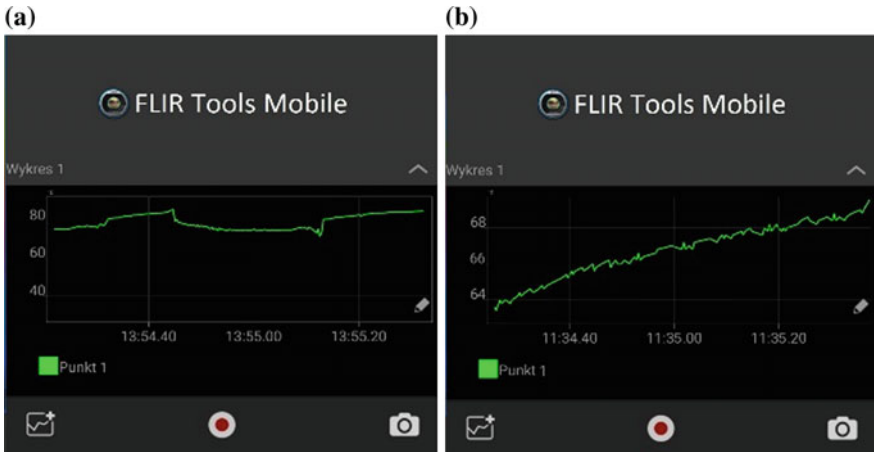 (a)
FLIR Tools Mobile
Wykres 1
80
60
40
13:54.40 13:55.00 13:55.20
Punkt 1
(b)
FLIR Tools Mobile
Wykres 1
68
66
64
11:34.40 11:35.00 11:35.20
Punkt 1